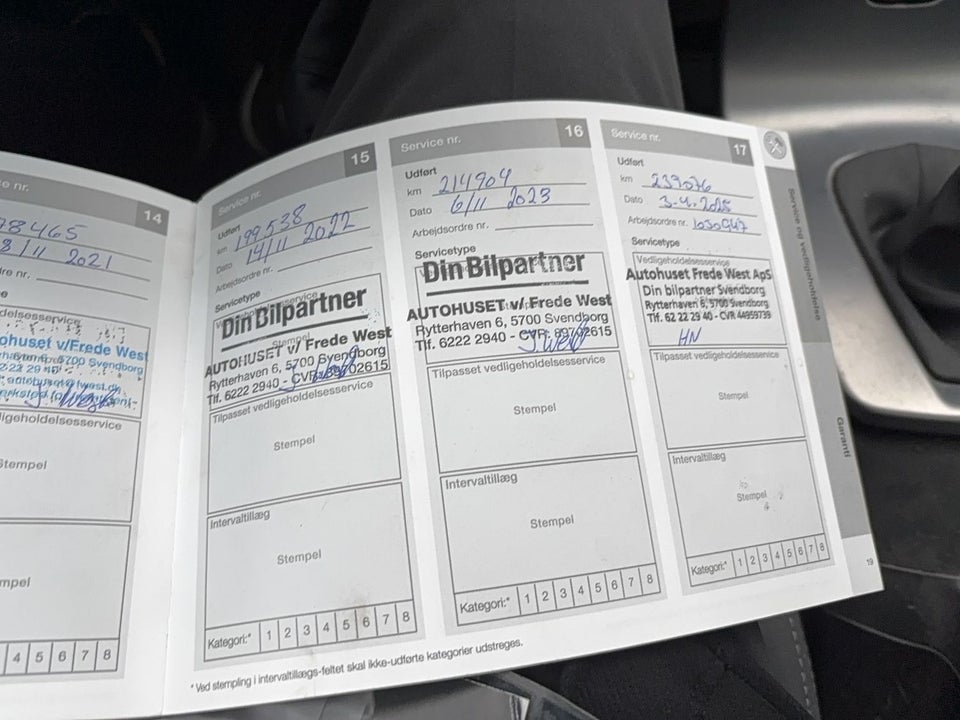 14
78465
8/11 2021
dre nr.
ohuset v/Frede West
5700 Svendborg
ligeholdelsesservice
Stempel
4 5 6 7 8
Service nr. 15
Udført
km 199538
Dato 14/11 2022
Arbejdsordre nr.
Servicetype
Din Bilpartner
AUTOHUSET v/ Frede West
Rytterhaven 6, 5700 Svendborg
Tlf. 6222 2940 - CVR: 89702615
Tilpasset vedligeholdelsesservice
Stempel
Intervaltillæg
Stempel
Kategori:* 1 2 3 4 5 6 7 8
Service nr. 16
Udført
km 214904
Dato 6/11 2023
Arbejdsordre nr.
Servicetype
Din Bilpartner
AUTOHUSET v/ Frede West
Rytterhaven 6, 5700 Svendborg
Tlf. 6222 2940 - CVR: 89702615
Tilpasset vedligeholdelsesservice
Stempel
Intervaltillæg
Stempel
Kategori:* 1 2 3 4 5 6 7 8
Service nr. 17
Udført
km 239076
Dato 3-4-2025
Arbejdsordre nr. 1030947
Servicetype
Vedligeholdelsesservice
Autohuset Frede West ApS
Din bilpartner Svendborg
Rytterhaven 6, 5700 Svendborg
Tlf. 62 22 29 40 - CVR 44959739
HN
Tilpasset vedligeholdelsesservice
Stempel
Intervaltillæg
Stempel
Kategori:* 1 2 3 4 5 6 7 8
* Ved stempling i intervaltillægs-feltet skal ikke-udførte kategorier udstreges.
Service og vedligeholdelse
Garanti
19